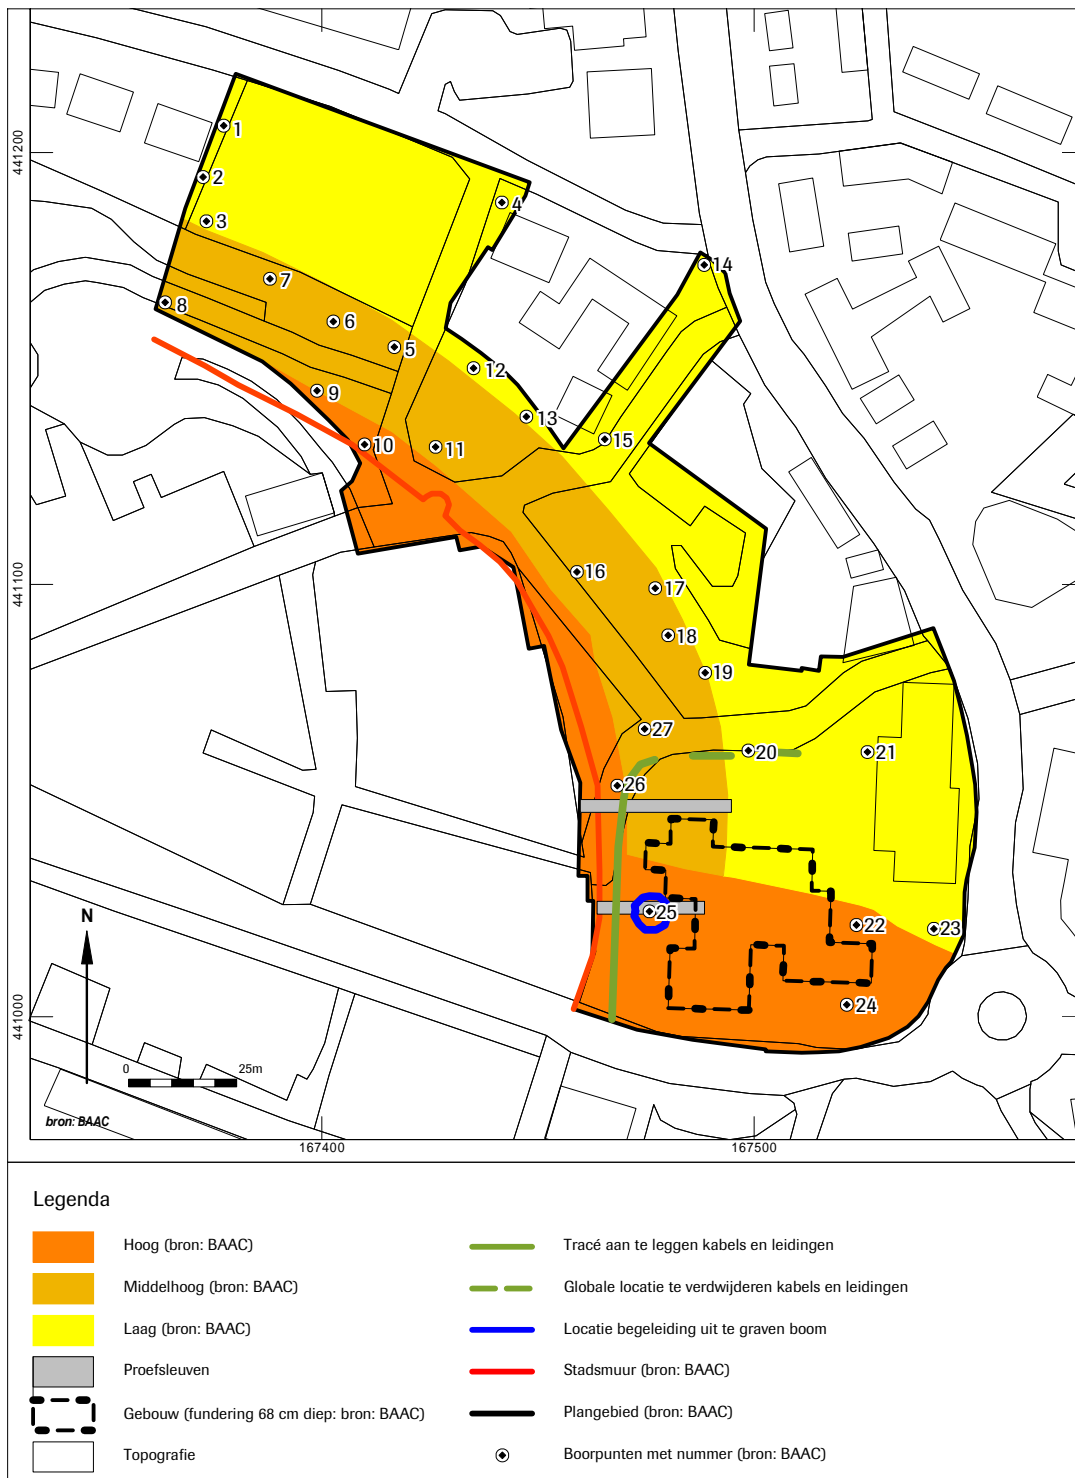 1
2
3
4
5
6
7
8
9
10
11
12
13
14
15
16
17
18
19
20
21
22
23
24
25
26
27
441200
441100
441000
N
0 25m
bron: BAAC
167400 167500
Legenda
Hoog (bron: BAAC)
Middelhoog (bron: BAAC)
Laag (bron: BAAC)
Proefsleuven
Gebouw (fundering 68 cm diep: bron: BAAC)
Topografie
Tracé aan te leggen kabels en leidingen
Globale locatie te verdwijderen kabels en leidingen
Locatie begeleiding uit te graven boom
Stadsmuur (bron: BAAC)
Plangebied (bron: BAAC)
Boorpunten met nummer (bron: BAAC)